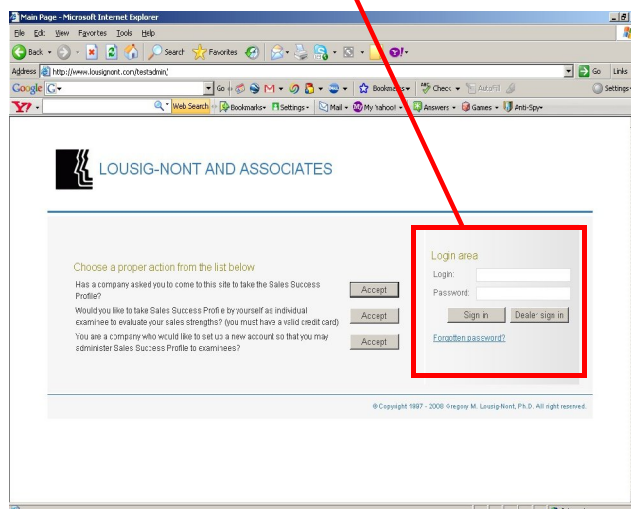 Main Page - Microsoft Internet Explorer
File Edit View Favorites Tools Help
Back Search Favorites
Address http://www.lousignont.com/testadmin/ Go Links
Google G Go Bookmarks Check AutoFill Settings
Y! Web Search Bookmarks Settings Mail My Yahoo! Answers Games Anti-Spy
LOUSIG-NONT AND ASSOCIATES
Choose a proper action from the list below
Has a company asked you to come to this site to take the Sales Success
Profile?
Accept
Would you like to take Sales Success Profile by yourself as individual
examinee to evaluate your sales strengths? (you must have a valid credit card)
Accept
You are a company who would like to set up a new account so that you may
administer Sales Success Profile to examinees?
Accept
Login area
Login:
Password:
Sign in Dealer sign in
Forgotten password?
© Copyright 1997 - 2008 Gregory M. Lousig-Nont, Ph.D. All right reserved.